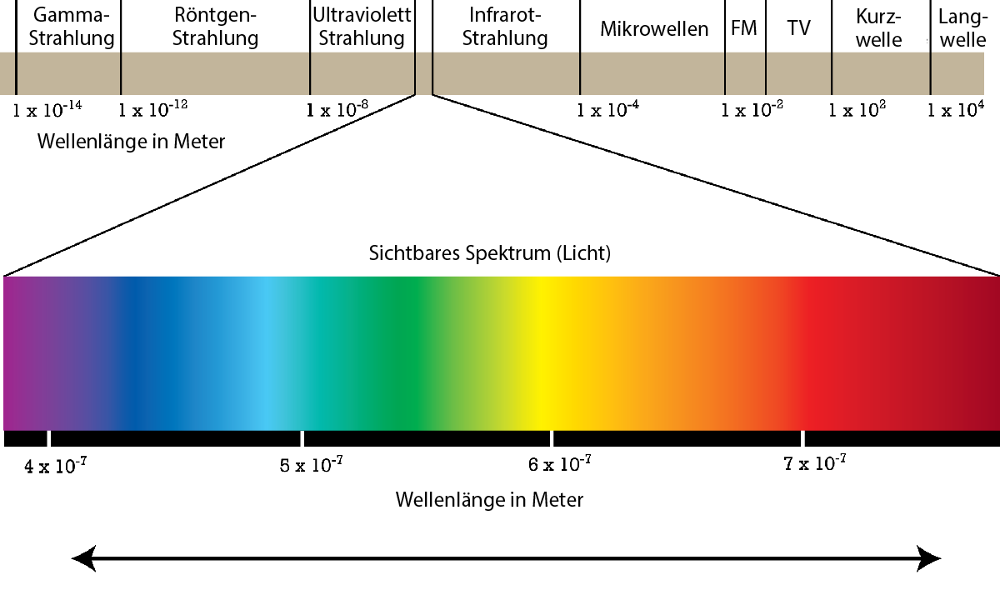 Gamma-
Strahlung
Röntgen-
Strahlung
Ultraviolett
Strahlung
Infrarot-
Strahlung
Mikrowellen
FM
TV
Kurz-
welle
Lang-
welle
1 x 10⁻¹⁴
1 x 10⁻¹²
1 x 10⁻⁸
1 x 10⁻⁴
1 x 10⁻²
1 x 10²
1 x 10⁴
Wellenlänge in Meter
Sichtbares Spektrum (Licht)
4 x 10⁻⁷
5 x 10⁻⁷
6 x 10⁻⁷
7 x 10⁻⁷
Wellenlänge in Meter